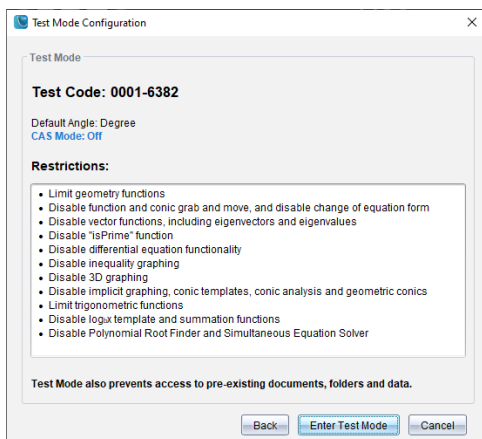 Test Mode Configuration
Test Mode
Test Code: 0001-6382
Default Angle: Degree
CAS Mode: Off
Restrictions:
• Limit geometry functions
• Disable function and conic grab and move, and disable change of equation form
• Disable vector functions, including eigenvectors and eigenvalues
• Disable "isPrime" function
• Disable differential equation functionality
• Disable inequality graphing
• Disable 3D graphing
• Disable implicit graphing, conic templates, conic analysis and geometric conics
• Limit trigonometric functions
• Disable logbx template and summation functions
• Disable Polynomial Root Finder and Simultaneous Equation Solver
Test Mode also prevents access to pre-existing documents, folders and data.
Back Enter Test Mode Cancel